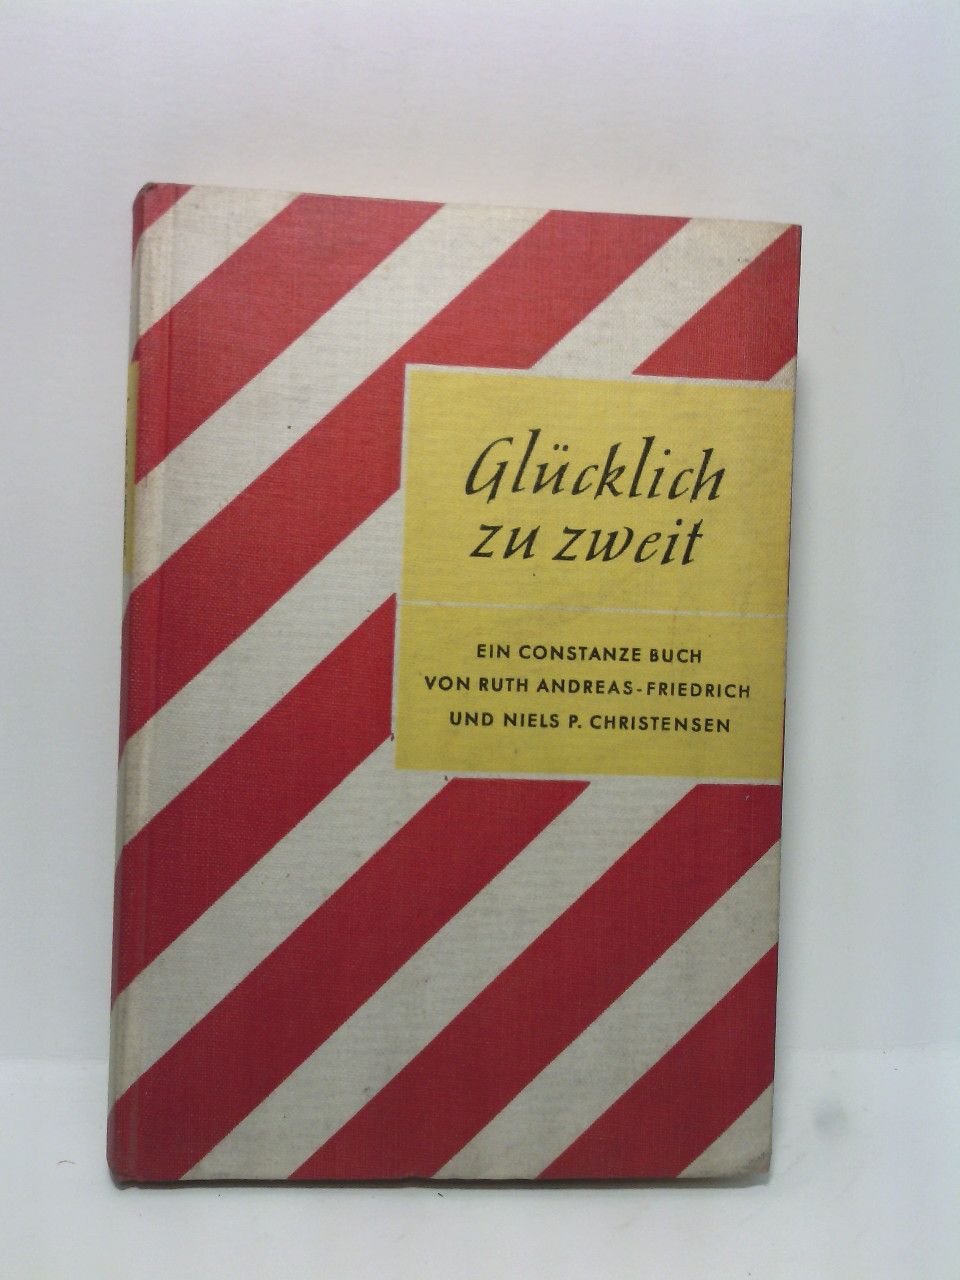 Glücklich
zu zweit
EIN CONSTANZE BUCH
VON RUTH ANDREAS-FRIEDRICH
UND NIELS P. CHRISTENSEN